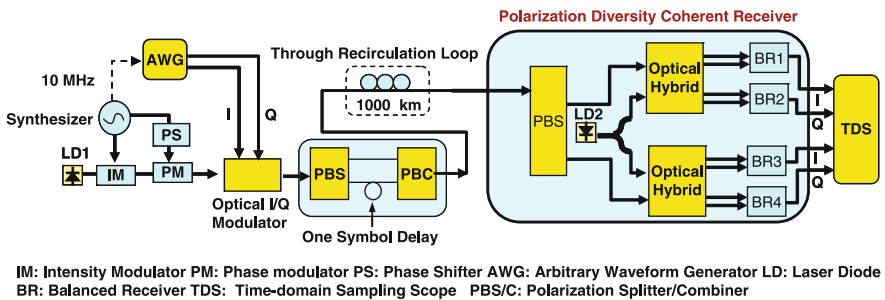 Polarization Diversity Coherent Receiver
Through Recirculation Loop
1000 km
AWG
10 MHz
Synthesizer
I
Q
PS
LD1
IM
PM
Optical I/Q
Modulator
PBS
PBC
One Symbol Delay
PBS
LD2
Optical
Hybrid
Optical
Hybrid
BR1
BR2
BR3
BR4
I
Q
I
Q
TDS
IM: Intensity Modulator PM: Phase modulator PS: Phase Shifter AWG: Arbitrary Waveform Generator LD: Laser Diode
BR: Balanced Receiver TDS: Time-domain Sampling Scope PBS/C: Polarization Splitter/Combiner